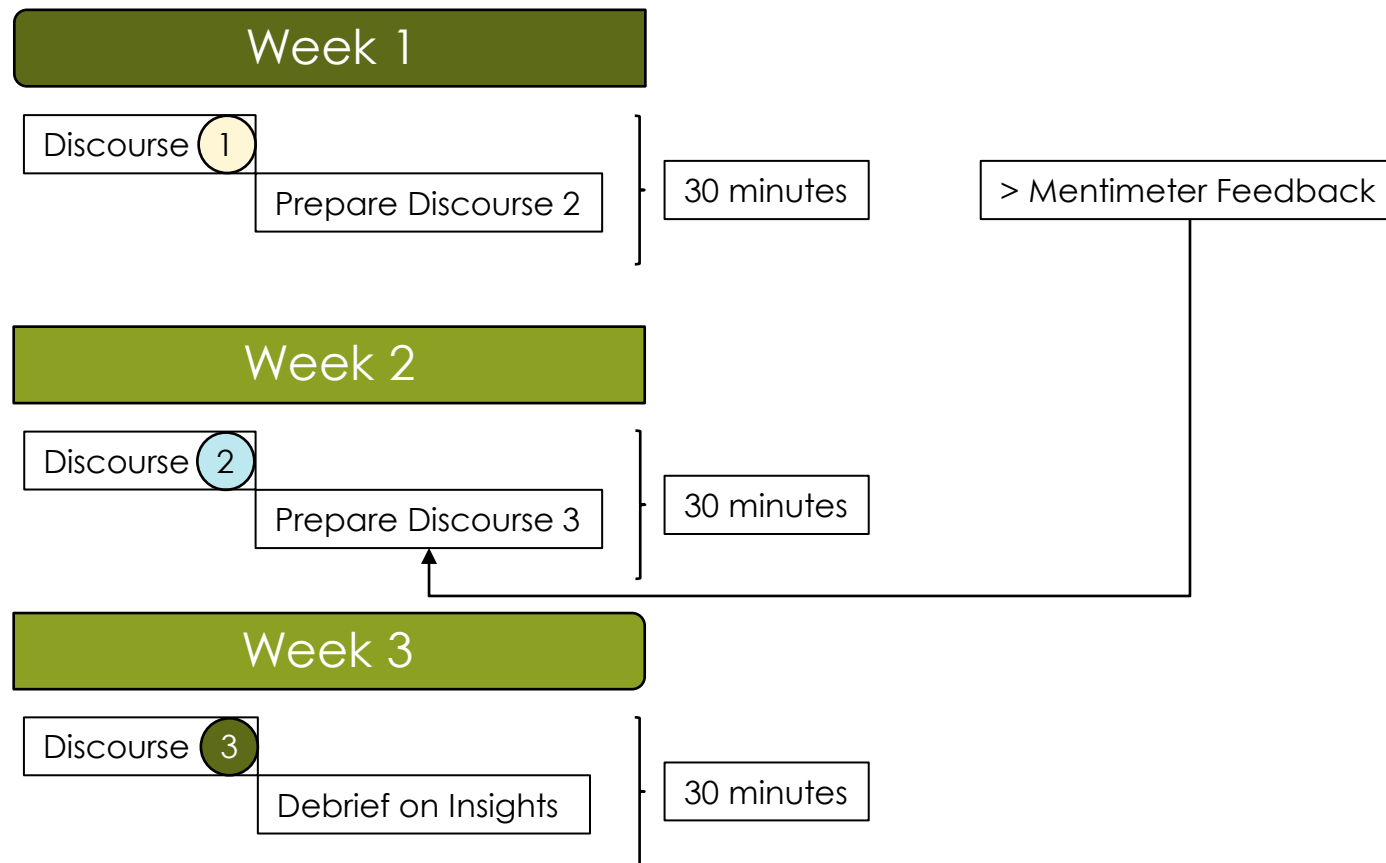 Week 1
Discourse 1
Prepare Discourse 2
30 minutes
> Mentimeter Feedback
Week 2
Discourse 2
Prepare Discourse 3
30 minutes
Week 3
Discourse 3
Debrief on Insights
30 minutes